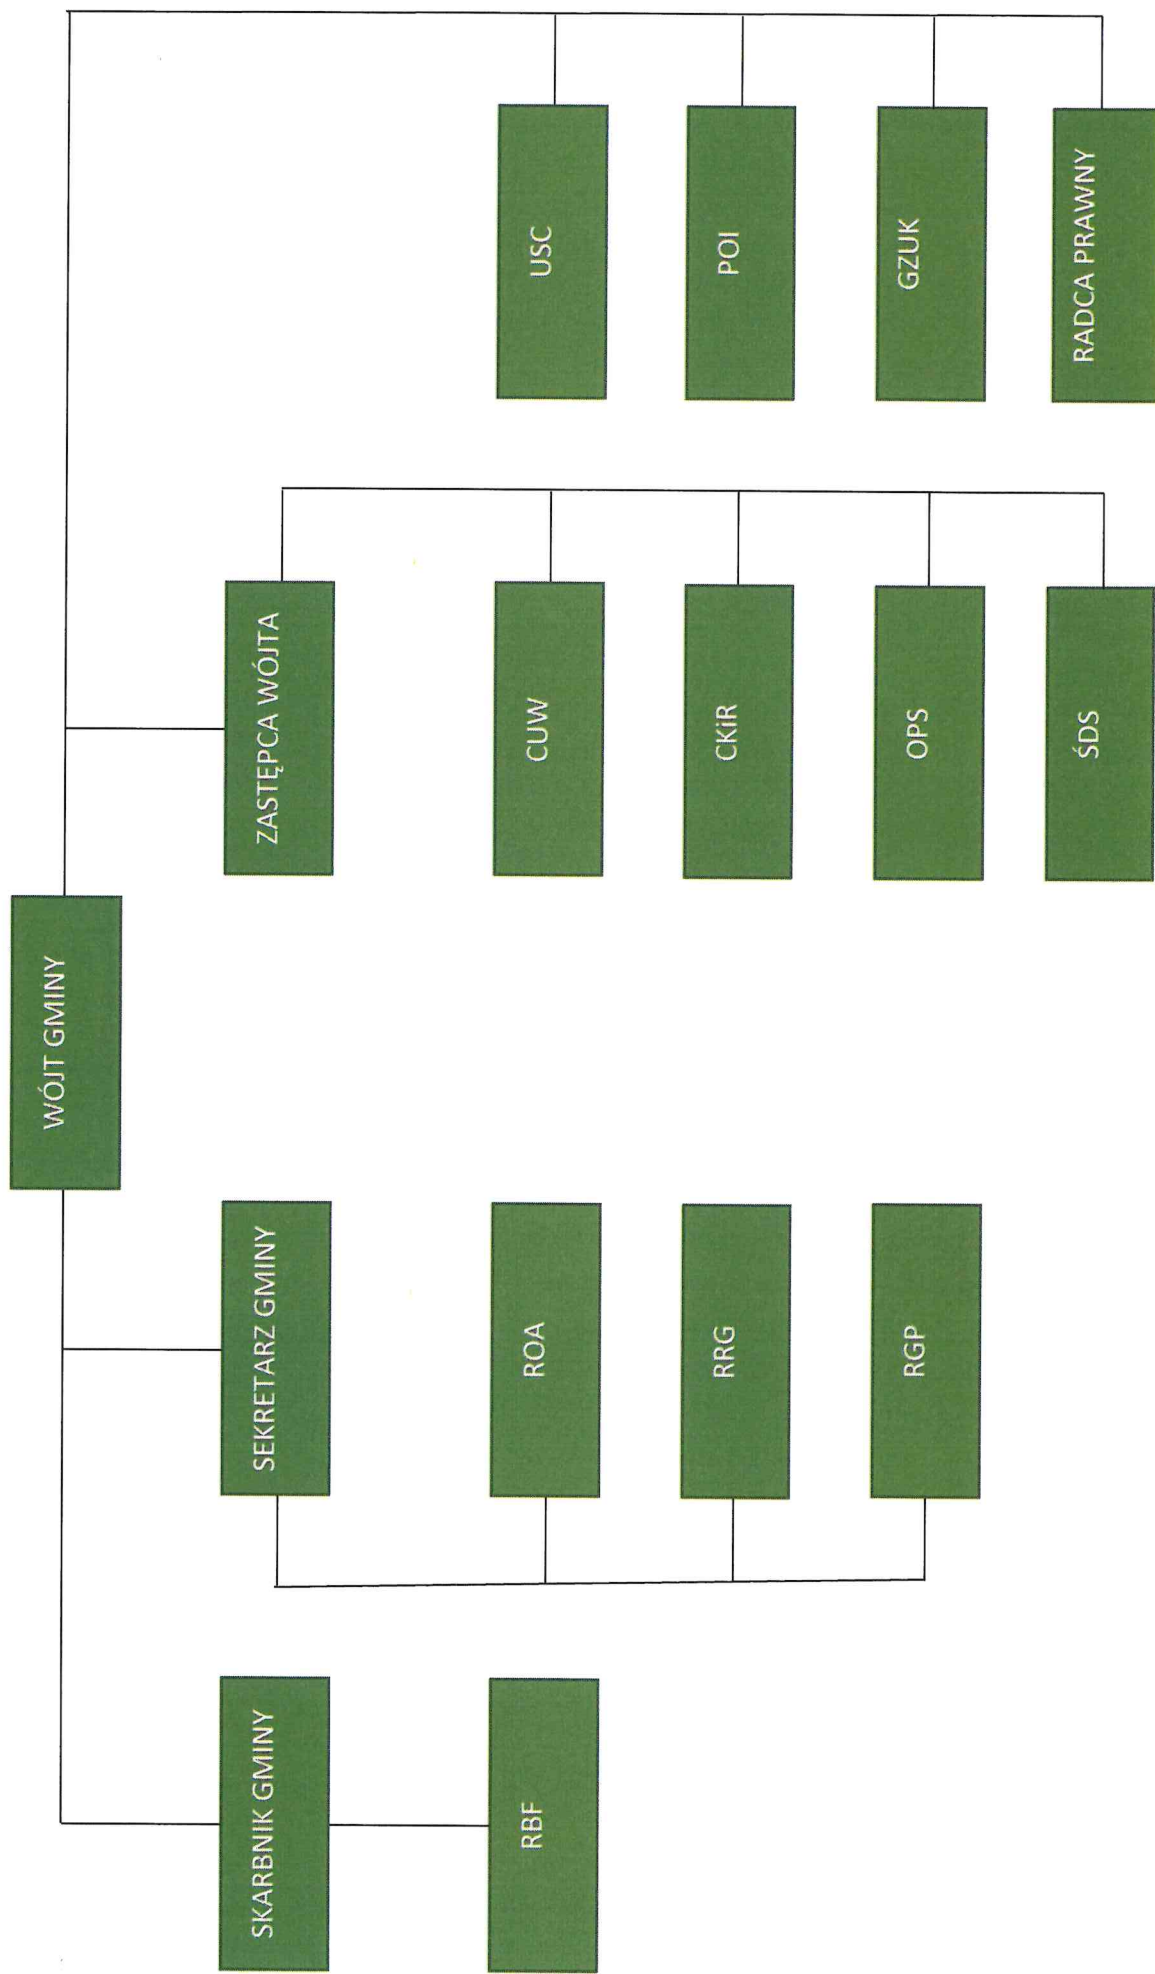 WÓJT GMINY
SKARBNIK GMINY
SEKRETARZ GMINY
ZASTĘPCA WÓJTA
RBF
ROA
CUW
USC
RRG
CKiR
POI
RGP
OPS
GZUK
ŚDS
RADCA PRAWNY